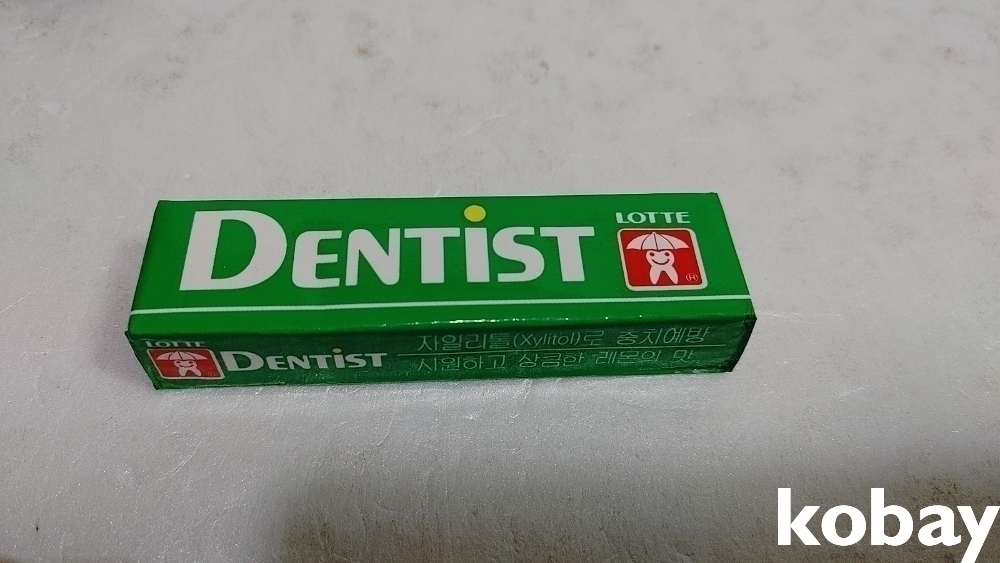 DENTIST
LOTTE
H
LOTTE
DENTIST
자일리톨(Xylitol)로 충치예방
시원하고 상큼한 레몬의 맛
kobay